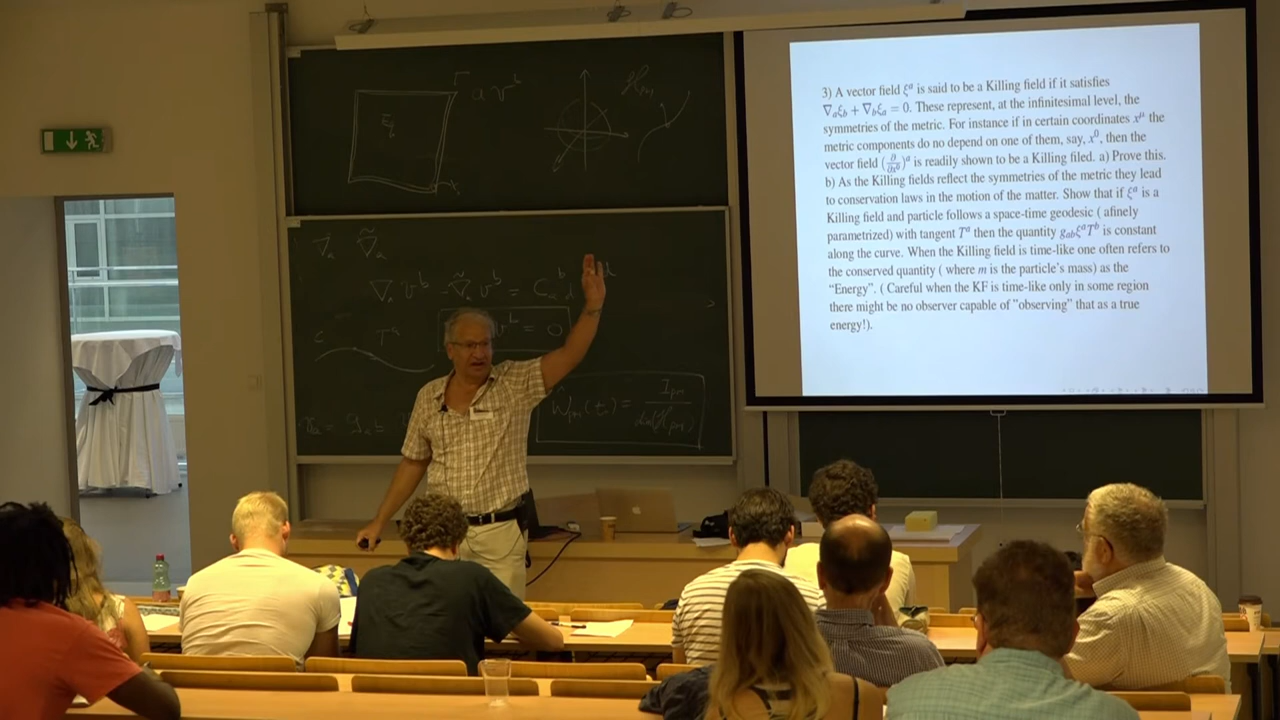 a v^b
ℋ_{pq}
∇_a ∇̃_a
∇_a v^b - ∇̃_a v^b = C_a{}^b{}_d
c T^a
v^b = 0
3) A vector field ξ^a is said to be a Killing field if it satisfies
∇_aξ_b + ∇_bξ_a = 0. These represent, at the infinitesimal level, the
symmetries of the metric. For instance if in certain coordinates x^μ the
metric components do no depend on one of them, say, x^0, then the
vector field (∂/∂x^0)^a is readily shown to be a Killing filed. a) Prove this.
b) As the Killing fields reflect the symmetries of the metric they lead
to conservation laws in the motion of the matter. Show that if ξ^a is a
Killing field and particle follows a space-time geodesic ( afinely
parametrized) with tangent T^a then the quantity g_{ab}ξ^aT^b is constant
along the curve. When the Killing field is time-like one often refers to
the conserved quantity ( where m is the particle's mass) as the
"Energy". ( Careful when the KF is time-like only in some region
there might be no observer capable of "observing" that as a true
energy!).